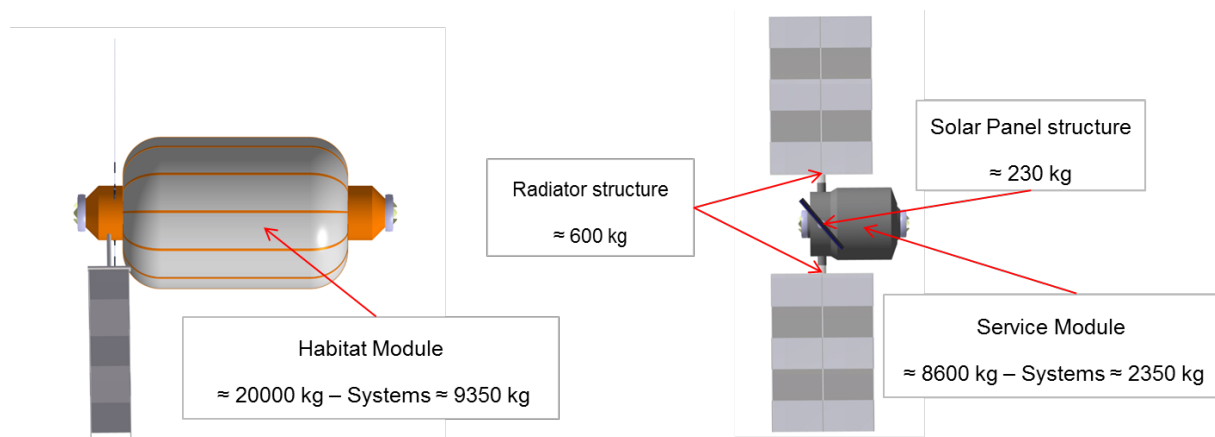 Solar Panel structure
≈ 230 kg
Radiator structure
≈ 600 kg
Habitat Module
≈ 20000 kg – Systems ≈ 9350 kg
Service Module
≈ 8600 kg – Systems ≈ 2350 kg